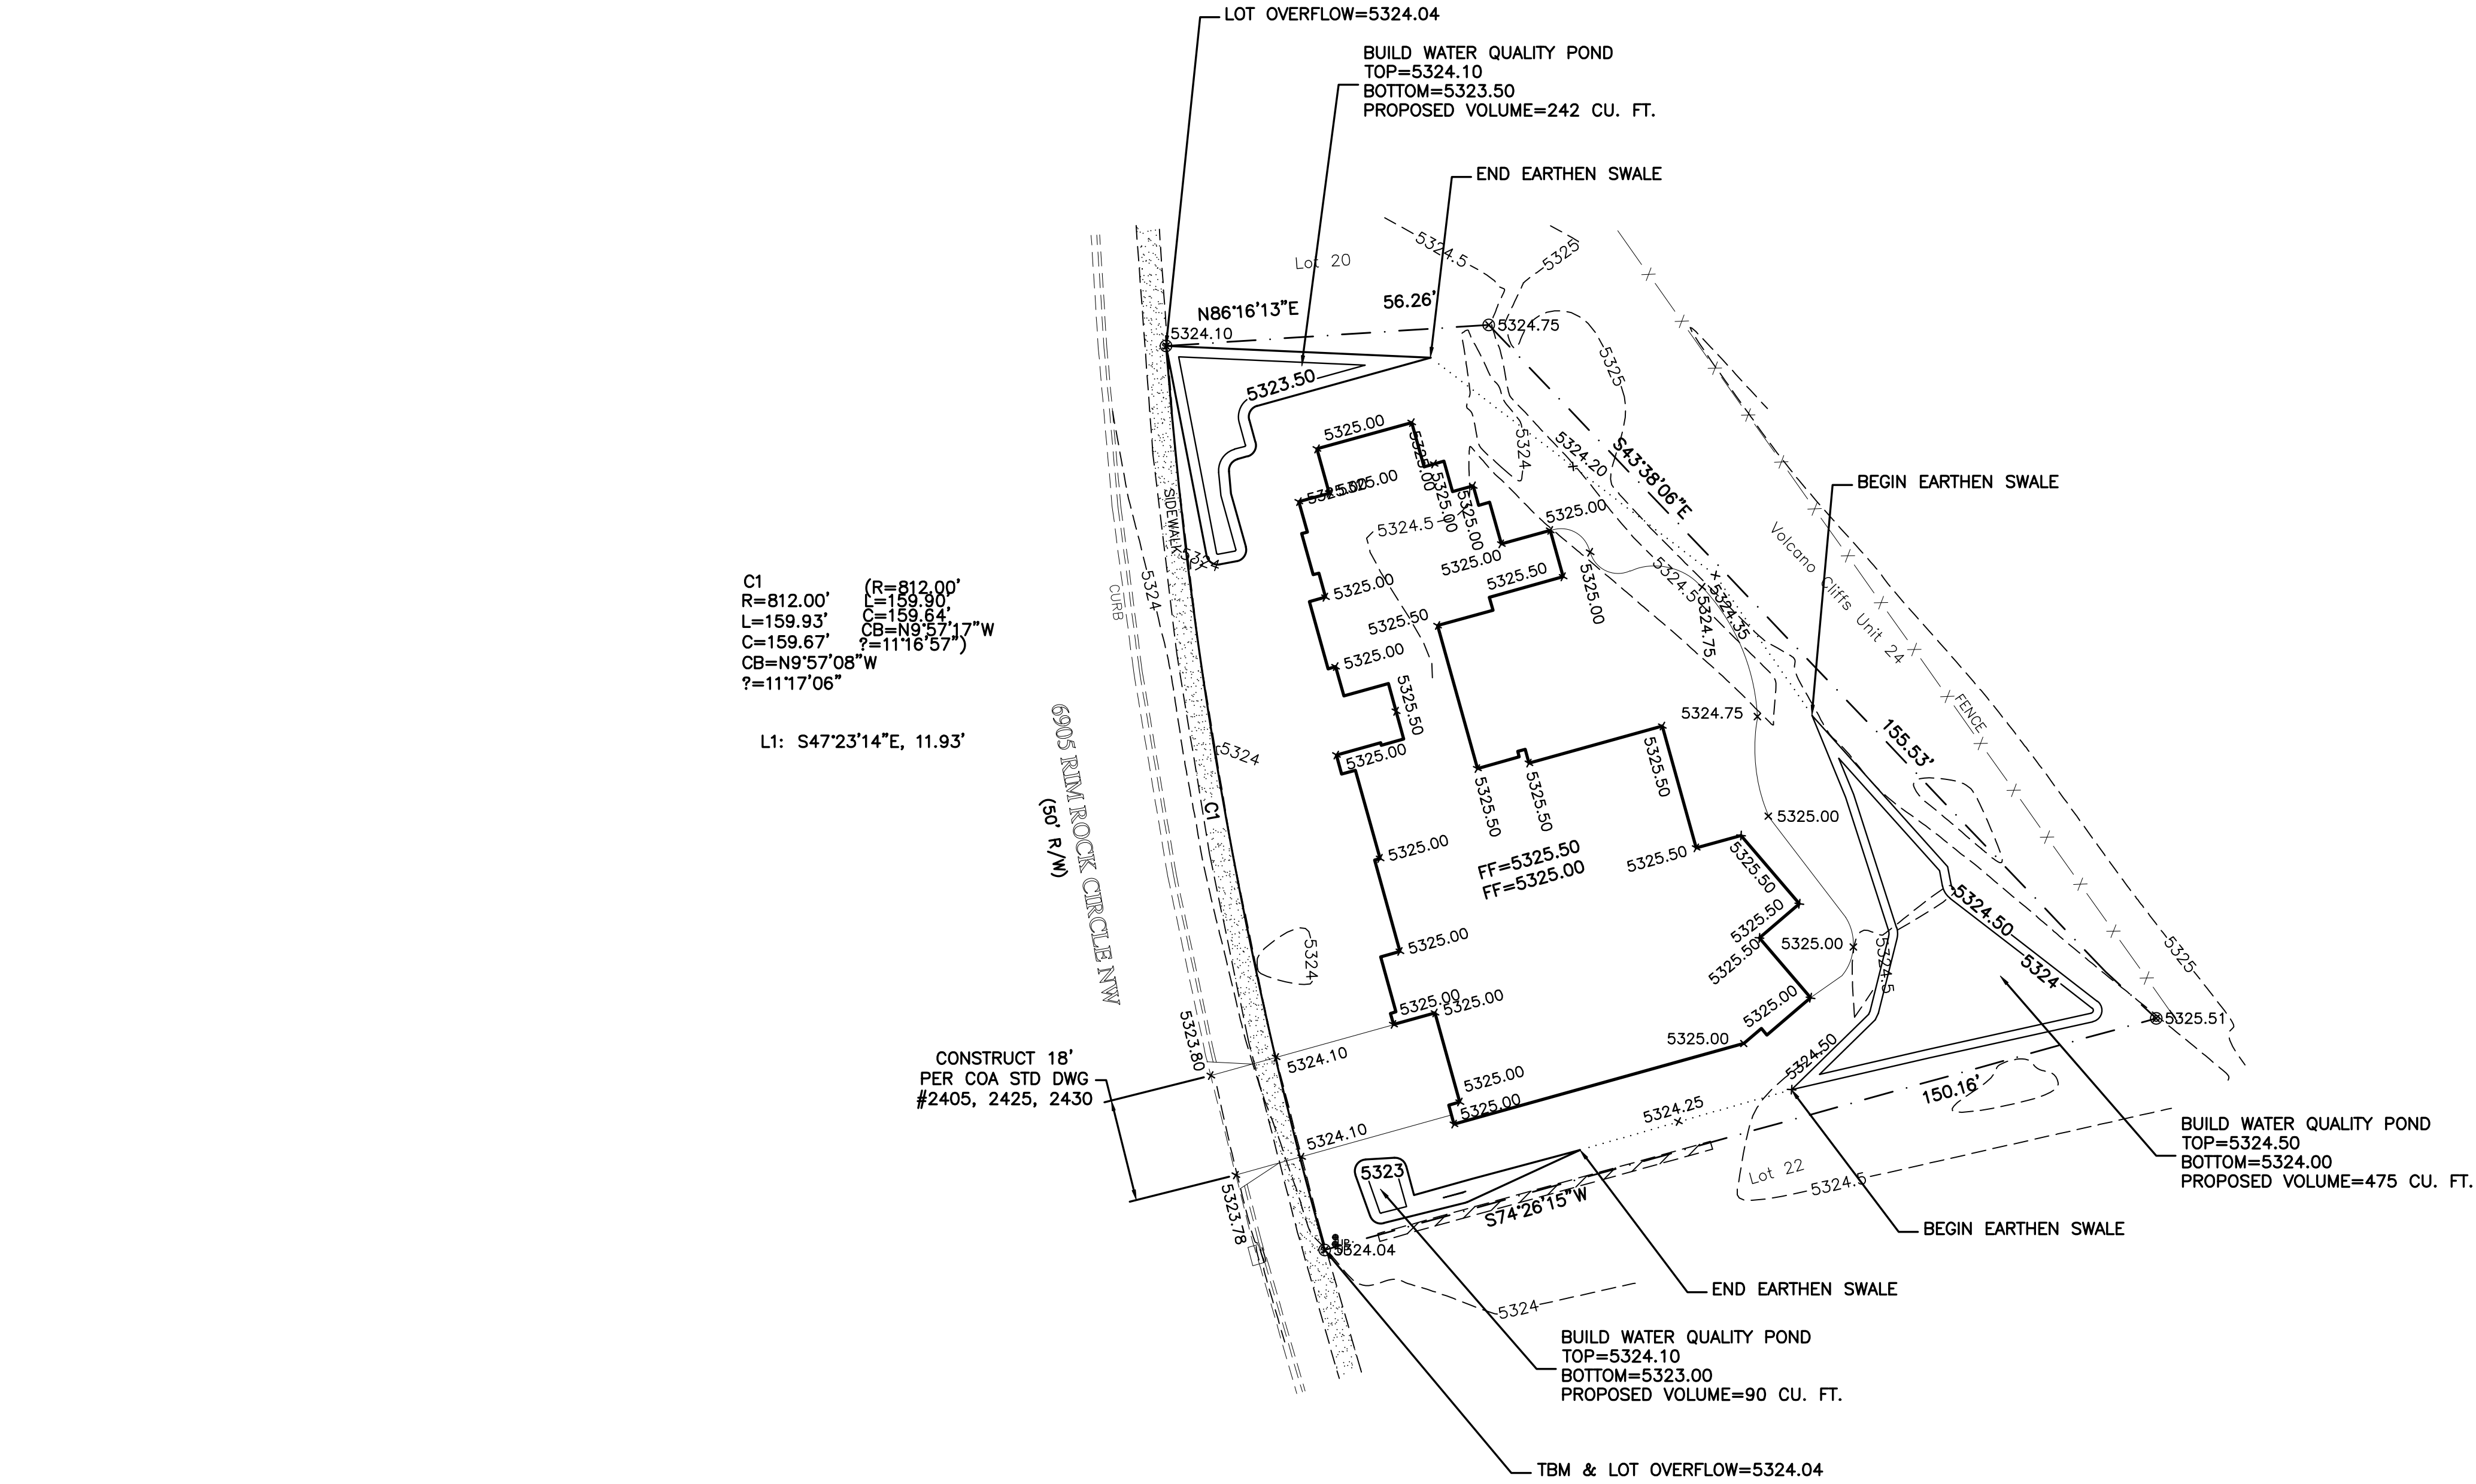 LOT OVERFLOW=5324.04
BUILD WATER QUALITY POND
TOP=5324.10
BOTTOM=5323.50
PROPOSED VOLUME=242 CU. FT.
END EARTHEN SWALE
5324.5
5325
Lot 20
N86°16'13"E
56.26'
5324.10
5324.75
5325
5323.50
5325.00
5325.00
5324
5324.20
S43°38'06"E
BEGIN EARTHEN SWALE
5325.00
5325.00
5325.00
5325.00
5325.00
5324.5
SIDEWALK
5324
5324
CURB
5325.00
5325.50
5325.00
5324.5
5324.35
5324.75
Volcano Cliffs Unit 24
FENCE
C1
R=812.00'
L=159.93'
C=159.67'
CB=N9°57'08"W
?=11°17'06"
(R=812.00'
L=159.90'
C=159.64'
CB=N9°57'17"W
?=11°16'57")
L1: S47°23'14"E, 11.93'
5325.00
5325.50
5325.00
5325.50
5324.75
155.53'
5325.00
5324
6905 RIM ROCK CIRCLE NW
(50' R/W)
C1
5325.50
5325.50
5325.50
5325.00
5325.00
FF=5325.50
FF=5325.00
5325.50
5325.50
5325.50
5325.50
5325.00
5324.5
5324.50
5324
5325
5325.00
5324
5325.00
5325.00
5325.00
5325.00
5324.50
5325.51
5323.80
5324.10
CONSTRUCT 18'
PER COA STD DWG
#2405, 2425, 2430
5325.00
5325.00
5324.25
150.16'
5324.10
5323
5323.78
S74°26'15"W
Lot 22
5324.5
BUILD WATER QUALITY POND
TOP=5324.50
BOTTOM=5324.00
PROPOSED VOLUME=475 CU. FT.
BEGIN EARTHEN SWALE
5324.04
END EARTHEN SWALE
5324
BUILD WATER QUALITY POND
TOP=5324.10
BOTTOM=5323.00
PROPOSED VOLUME=90 CU. FT.
TBM & LOT OVERFLOW=5324.04